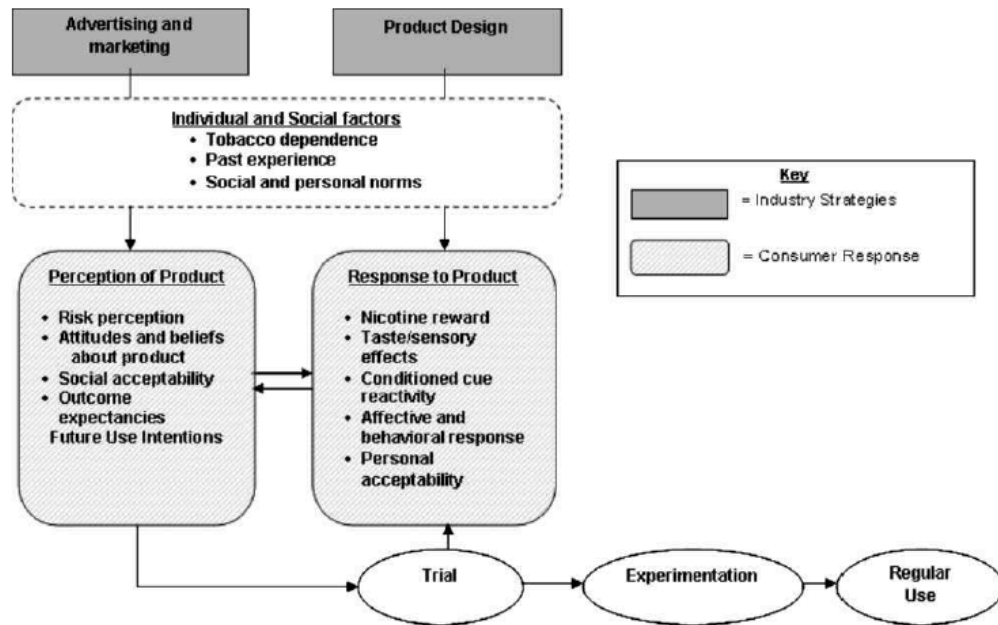 Advertising and
marketing
Product Design
Individual and Social factors
• Tobacco dependence
• Past experience
• Social and personal norms
Key
= Industry Strategies
= Consumer Response
Perception of Product
• Risk perception
• Attitudes and beliefs
about product
• Social acceptability
• Outcome
expectancies
Future Use Intentions
Response to Product
• Nicotine reward
• Taste/sensory
effects
• Conditioned cue
reactivity
• Affective and
behavioral response
• Personal
acceptability
Trial
Experimentation
Regular
Use